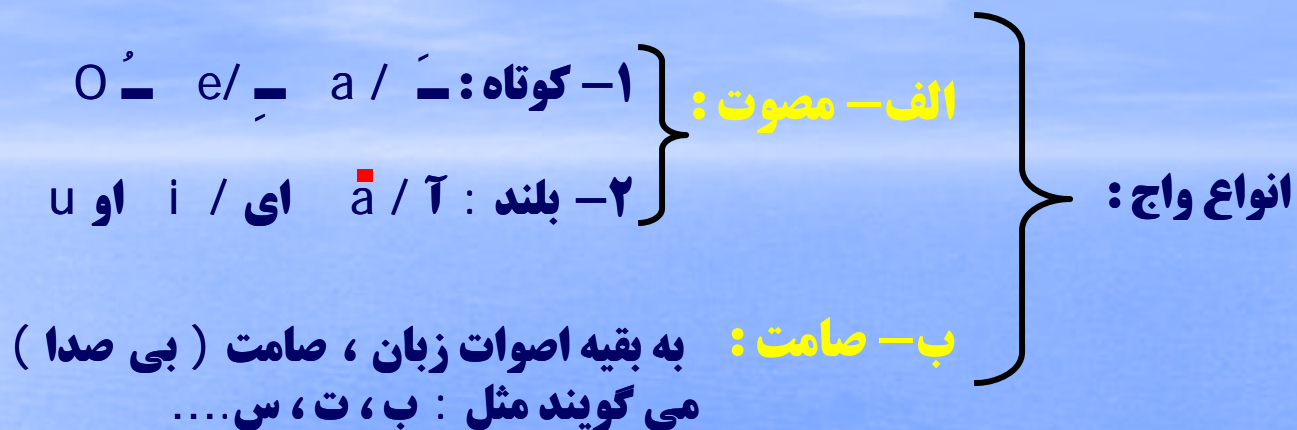 انواع واج :
الف – مصوت :
۱ – کوتاه : ـَ / a ـِ / e ـُ O
۲ – بلند : آ / ā ای / i او u
ب – صامت :
به بقیه اصوات زبان ، صامت ( بی صدا )
می گویند مثل : ب ، ت ، س....